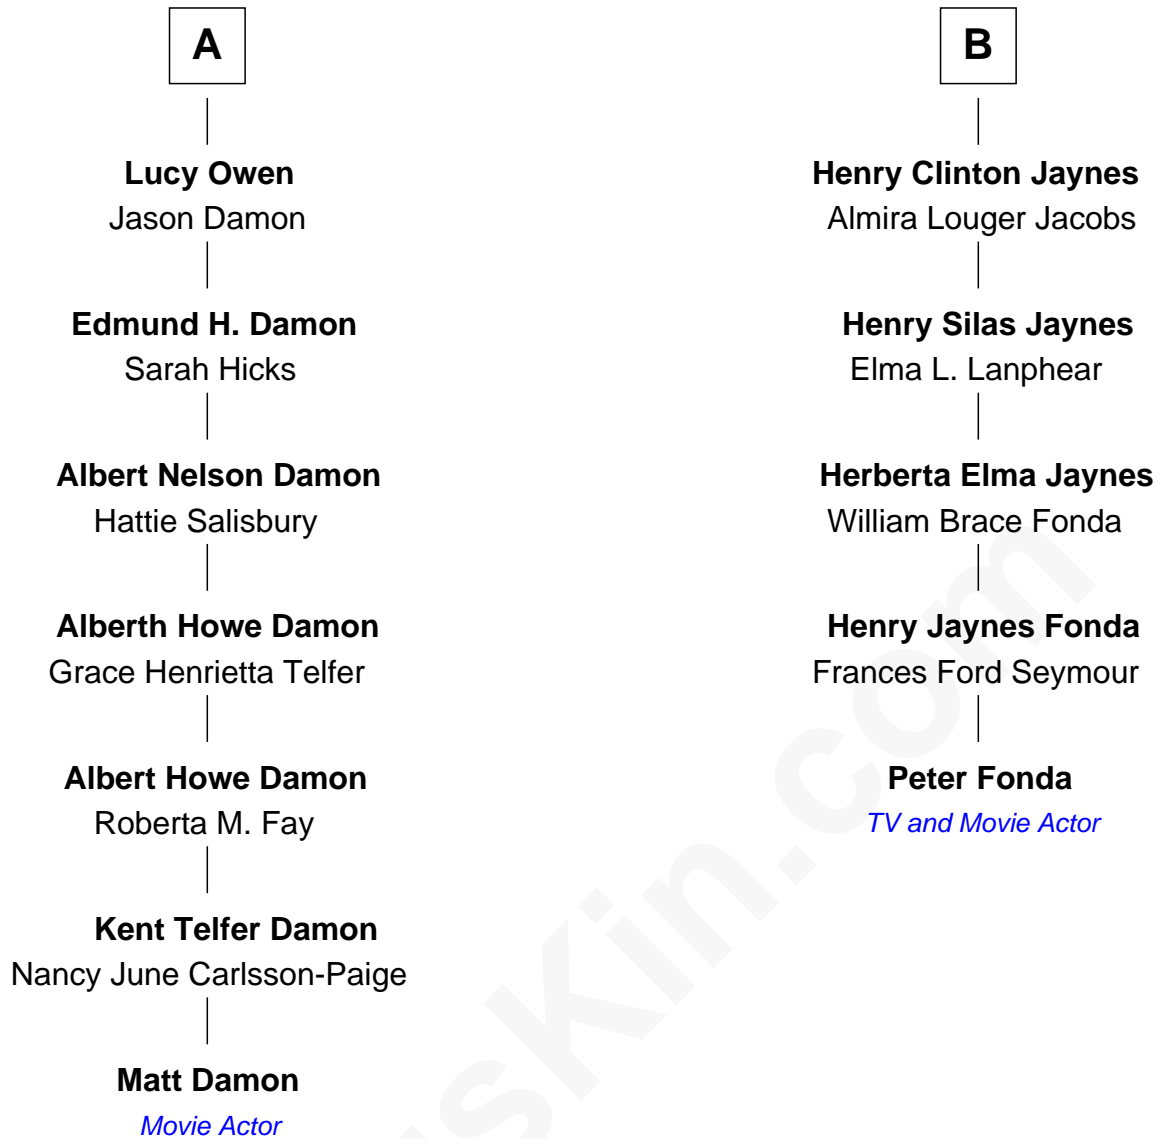 A
Lucy Owen
Jason Damon
Edmund H. Damon
Sarah Hicks
Albert Nelson Damon
Hattie Salisbury
Alberth Howe Damon
Grace Henrietta Telfer
Albert Howe Damon
Roberta M. Fay
Kent Telfer Damon
Nancy June Carlsson-Paige
Matt Damon
Movie Actor
B
Henry Clinton Jaynes
Almira Louger Jacobs
Henry Silas Jaynes
Elma L. Lanphear
Herberta Elma Jaynes
William Brace Fonda
Henry Jaynes Fonda
Frances Ford Seymour
Peter Fonda
TV and Movie Actor
sKin.com